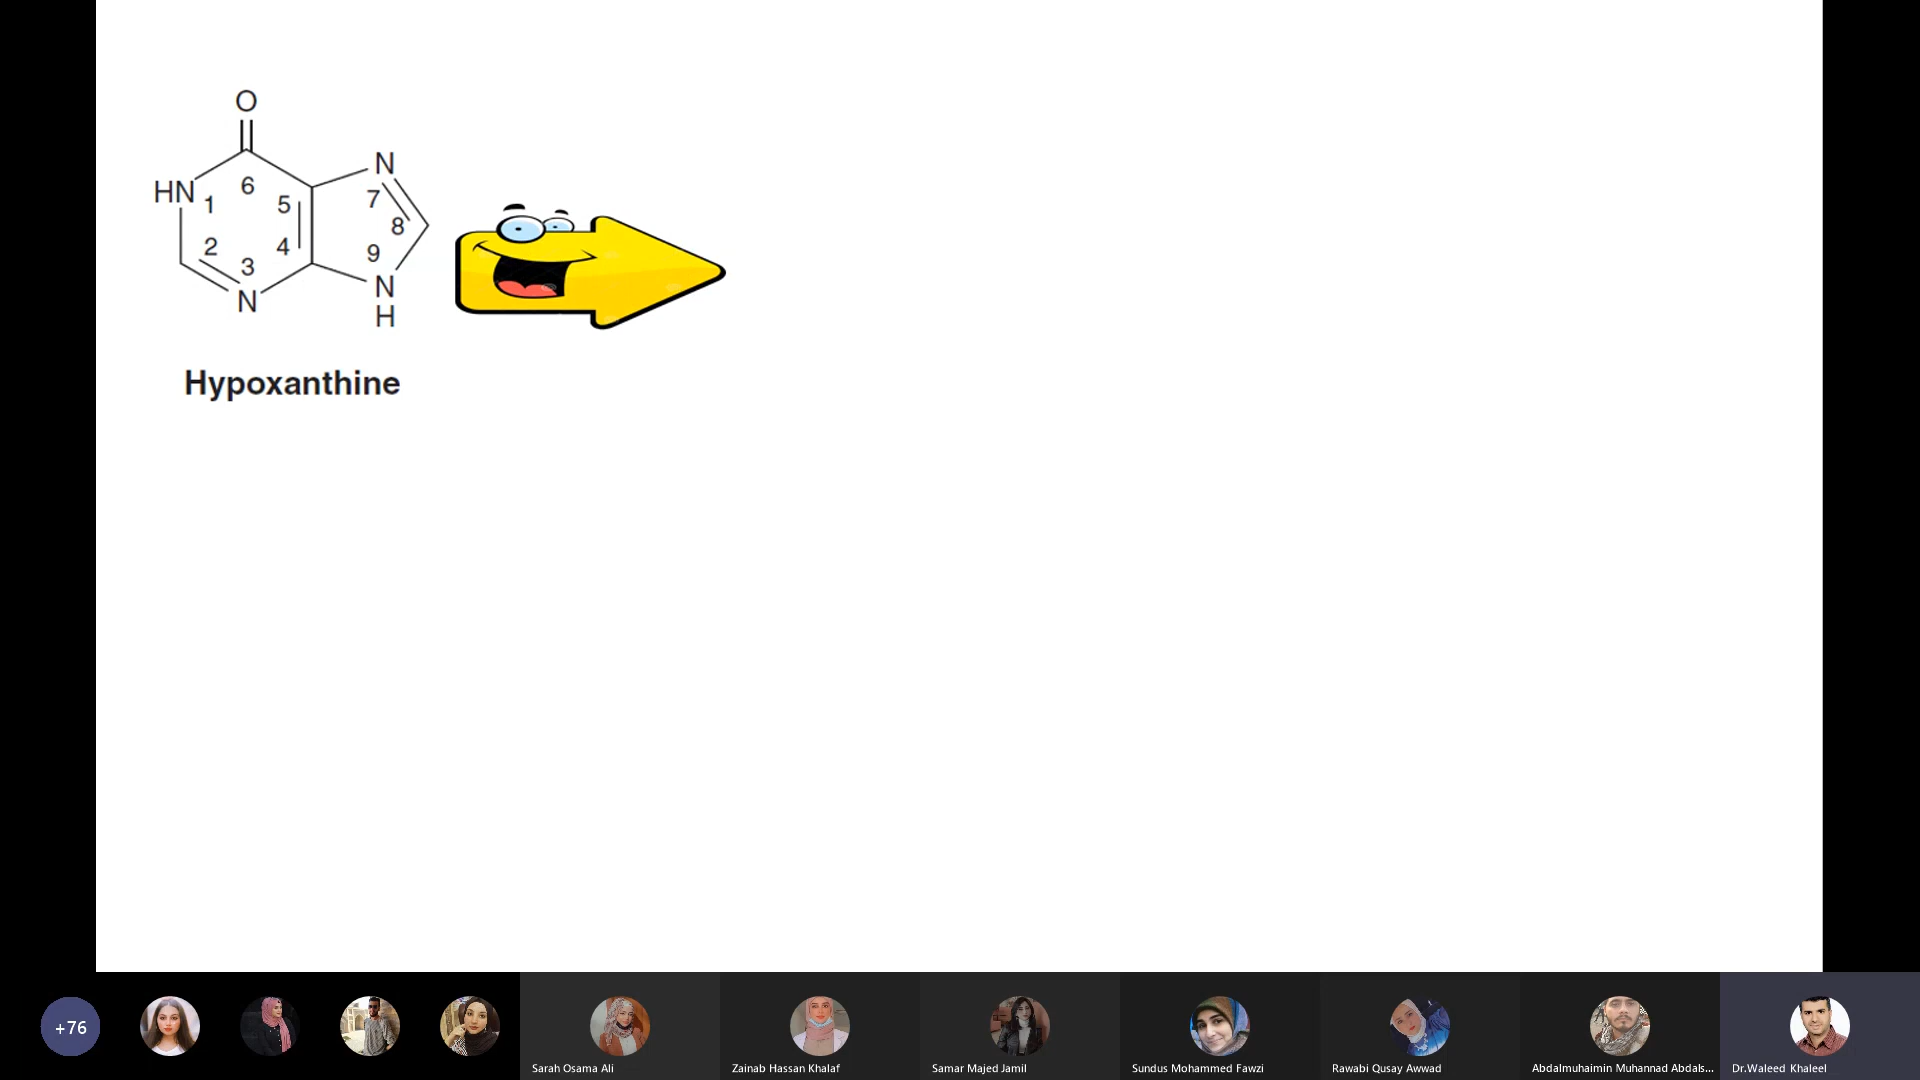 O
N
HN
6
7
1
5
8
2
4
9
3
N
N
H
Hypoxanthine
+76
Sarah Osama Ali
Zainab Hassan Khalaf
Samar Majed Jamil
Sundus Mohammed Fawzi
Rawabi Qusay Awwad
Abdalmuhaimin Muhannad Abdals...
Dr.Waleed Khaleel